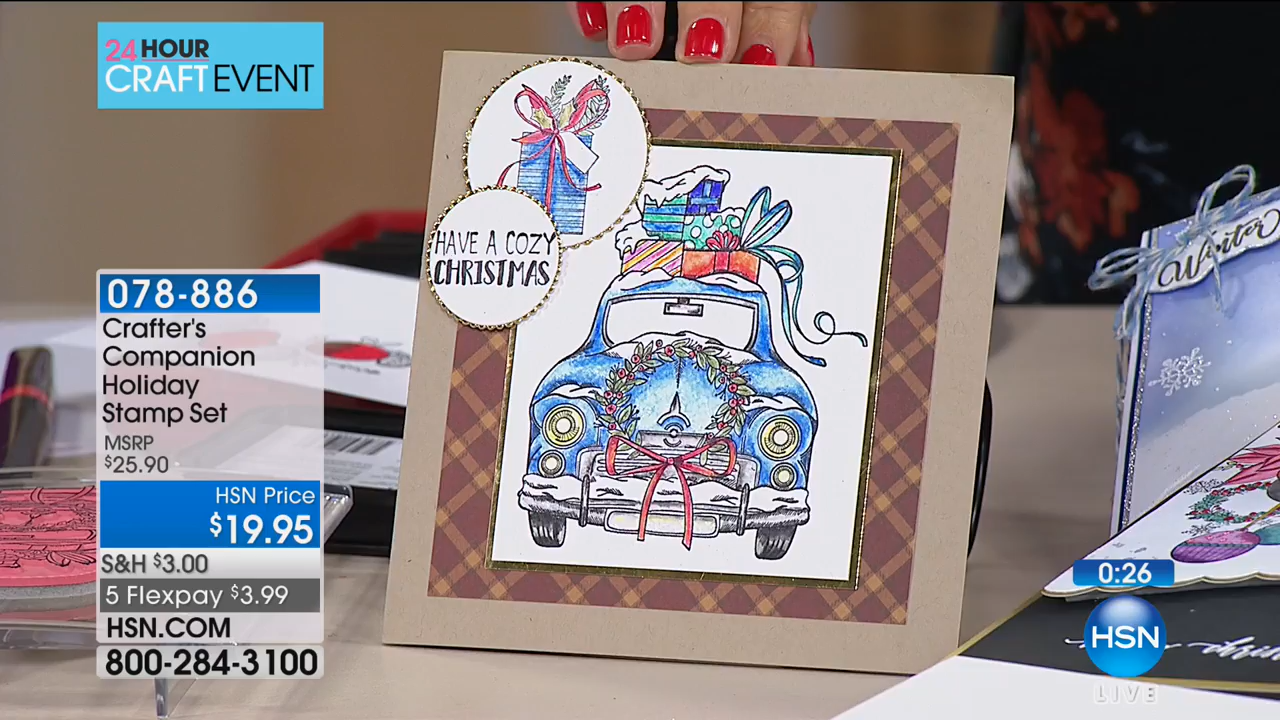 24 HOUR
CRAFT EVENT
HAVE A COZY
CHRISTMAS
Winter
078-886
Crafter's
Companion
Holiday
Stamp Set
MSRP
$25.90
HSN Price
$19.95
S&H $3.00
5 Flexpay $3.99
HSN.COM
800-284-3100
0:26
HSN
LIVE